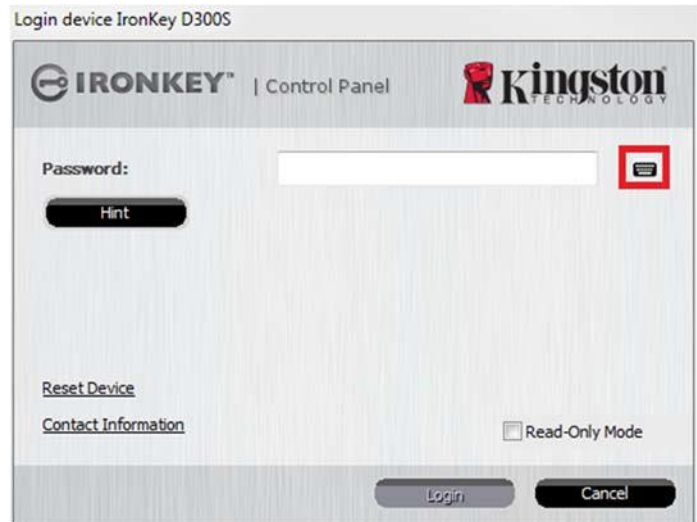 Login device IronKey D300S
IRONKEY™ | Control Panel
Kingston
TECHNOLOGY
Password:
Hint
Reset Device
Contact Information
Read-Only Mode
Login
Cancel